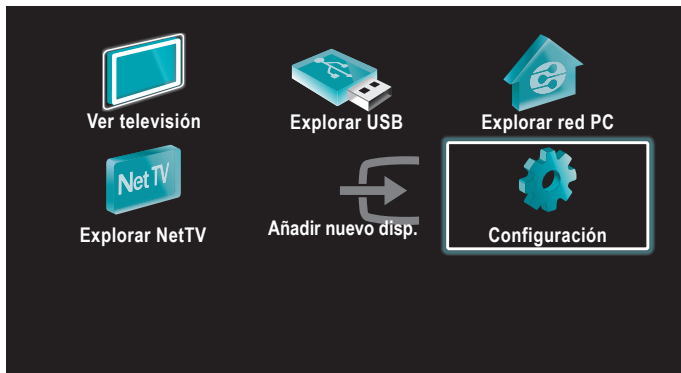 Ver televisión
Explorar USB
Explorar red PC
Net TV
Explorar NetTV
Añadir nuevo disp.
Configuración